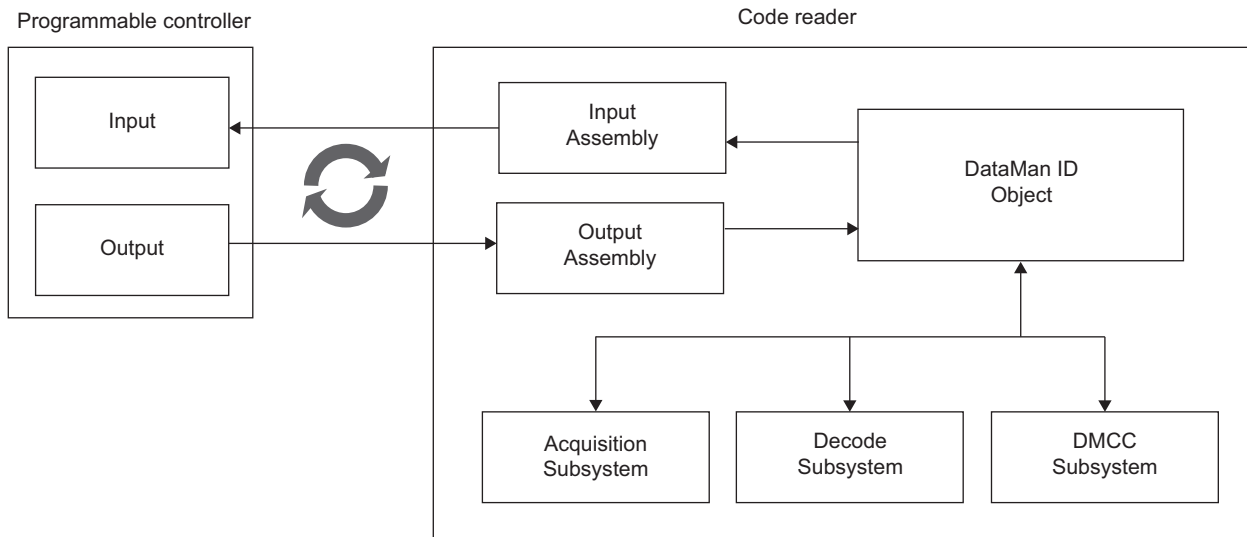 Programmable controller
Code reader
Input
Output
Input
Assembly
Output
Assembly
DataMan ID
Object
Acquisition
Subsystem
Decode
Subsystem
DMCC
Subsystem